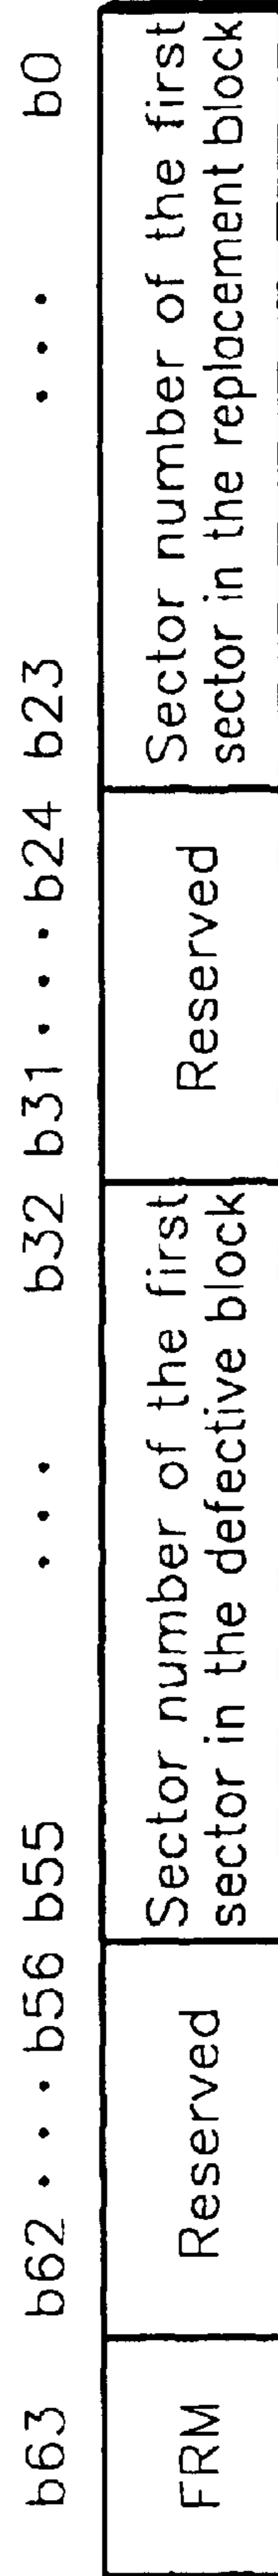 b63 b62 · · · b56 b55 · · · b32 b31 · · · b24 b23 · · · b0
FRM
Reserved
Sector number of the first
sector in the defective block
Reserved
Sector number of the first
sector in the replacement block